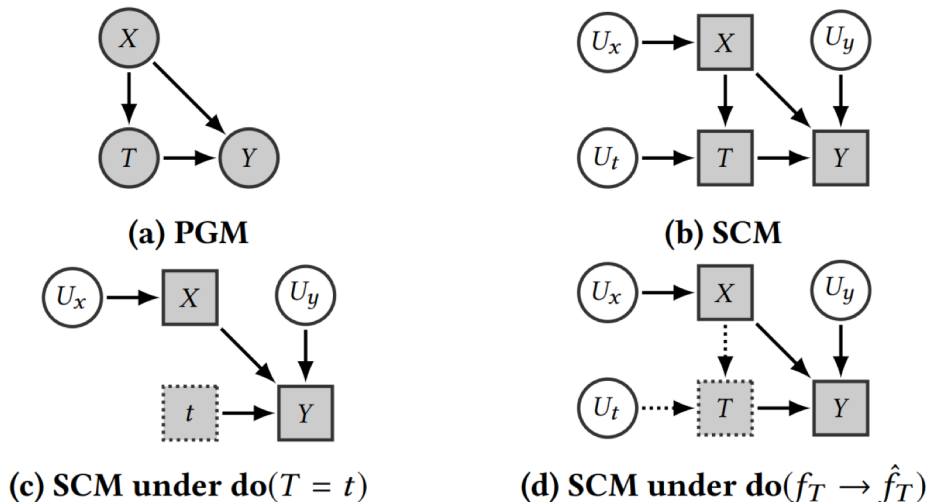 X
T
Y
(a) PGM
U_x
X
U_y
U_t
T
Y
(b) SCM
U_x
X
U_y
t
Y
(c) SCM under do(T = t)
U_x
X
U_y
U_t
T
Y
(d) SCM under do(f_T → f̂_T)